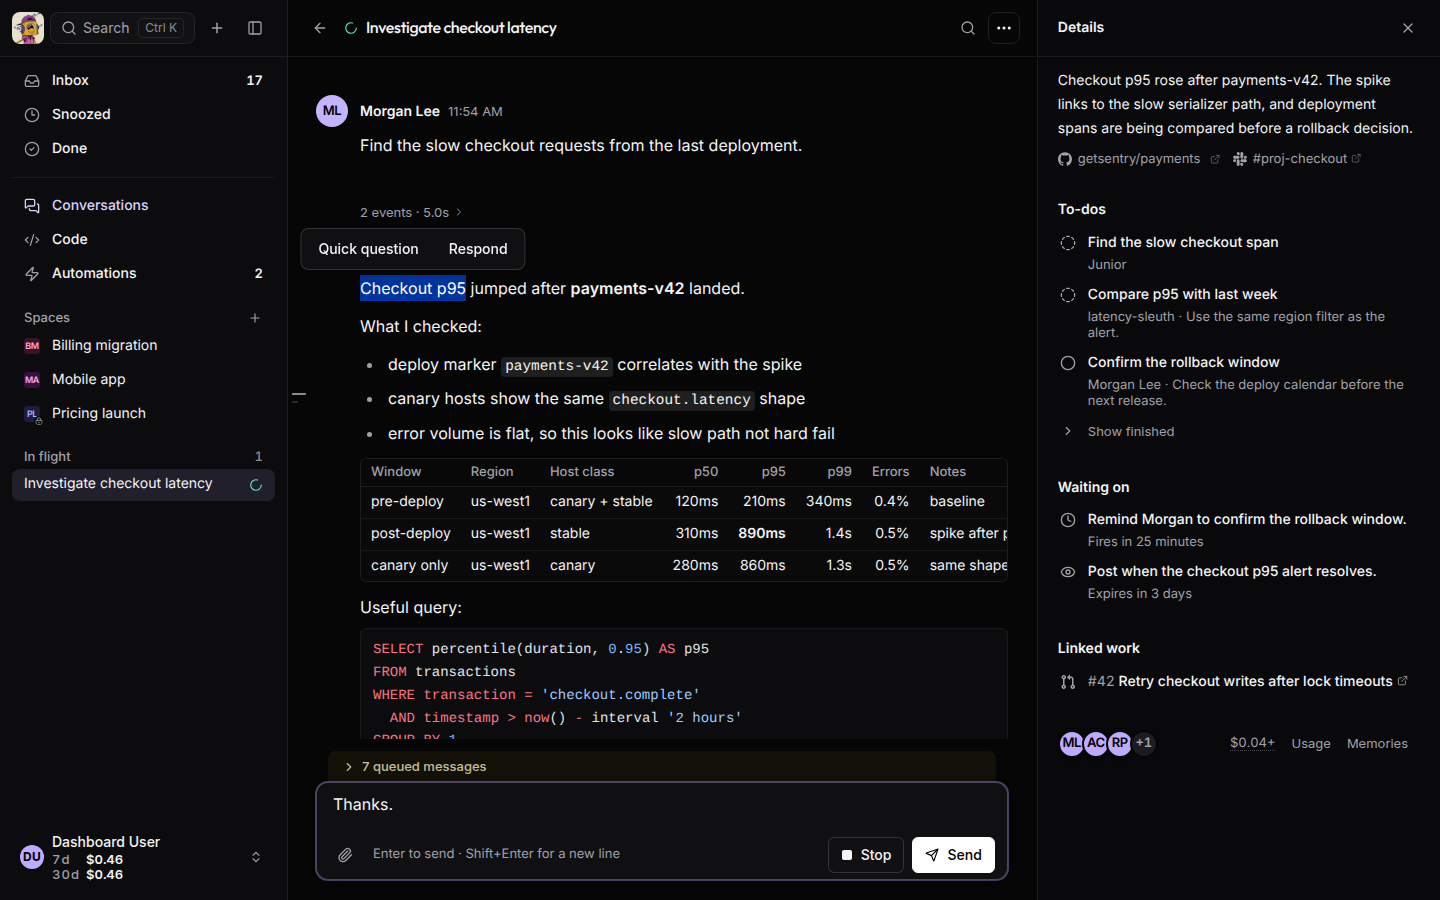 Search Ctrl K
Inbox 17
Snoozed
Done
Conversations
Code
Automations 2
Spaces
BM Billing migration
MA Mobile app
PL Pricing launch
In flight 1
Investigate checkout latency
DU Dashboard User
7d $0.46
30d $0.46
Investigate checkout latency
ML Morgan Lee 11:54 AM
Find the slow checkout requests from the last deployment.
2 events · 5.0s
Quick question Respond
Checkout p95 jumped after payments-v42 landed.
What I checked:
• deploy marker payments-v42 correlates with the spike
• canary hosts show the same checkout.latency shape
• error volume is flat, so this looks like slow path not hard fail
Window Region Host class p50 p95 p99 Errors Notes
pre-deploy us-west1 canary + stable 120ms 210ms 340ms 0.4% baseline
post-deploy us-west1 stable 310ms 890ms 1.4s 0.5% spike after
canary only us-west1 canary 280ms 860ms 1.3s 0.5% same shape
Useful query:
SELECT percentile(duration, 0.95) AS p95
FROM transactions
WHERE transaction = 'checkout.complete'
AND timestamp > now() - interval '2 hours'
GROUP BY 1
7 queued messages
Thanks.
Enter to send · Shift+Enter for a new line
Stop Send
Details
Checkout p95 rose after payments-v42. The spike
links to the slow serializer path, and deployment
spans are being compared before a rollback decision.
getsentry/payments #proj-checkout
To-dos
Find the slow checkout span
Junior
Compare p95 with last week
latency-sleuth · Use the same region filter as the
alert.
Confirm the rollback window
Morgan Lee · Check the deploy calendar before the
next release.
Show finished
Waiting on
Remind Morgan to confirm the rollback window.
Fires in 25 minutes
Post when the checkout p95 alert resolves.
Expires in 3 days
Linked work
#42 Retry checkout writes after lock timeouts
ML AC RP +1 $0.04+ Usage Memories